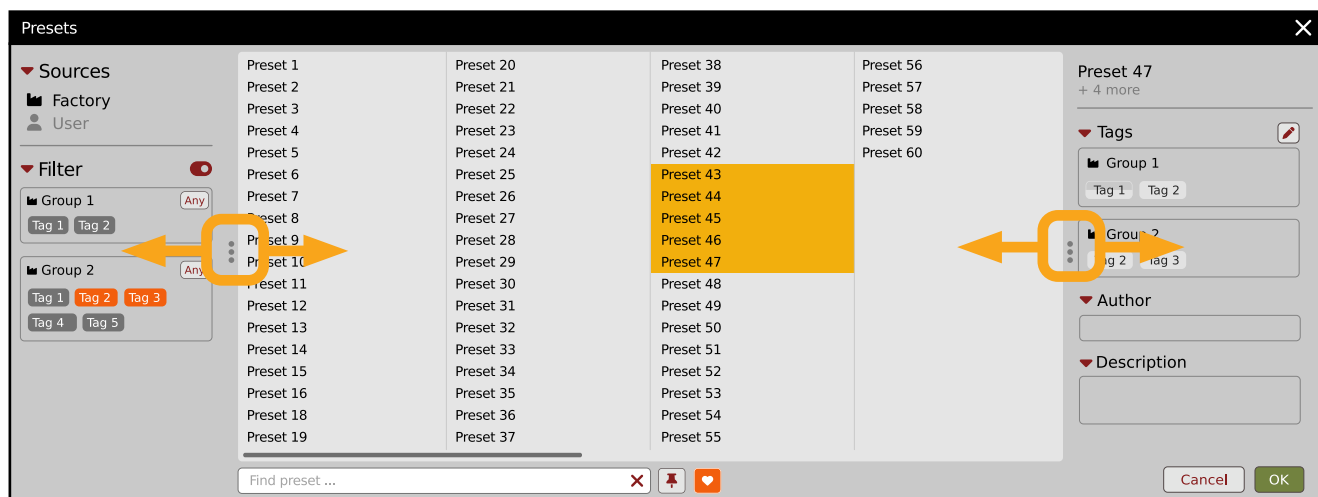 Presets
Sources
Factory
User
Filter
Group 1
Any
Tag 1 Tag 2
Group 2
Any
Tag 1 Tag 2 Tag 3
Tag 4 Tag 5
Preset 1
Preset 2
Preset 3
Preset 4
Preset 5
Preset 6
Preset 7
Preset 8
Preset 9
Preset 10
Preset 11
Preset 12
Preset 13
Preset 14
Preset 15
Preset 16
Preset 18
Preset 19
Preset 20
Preset 21
Preset 22
Preset 23
Preset 24
Preset 25
Preset 26
Preset 27
Preset 28
Preset 29
Preset 30
Preset 31
Preset 32
Preset 33
Preset 34
Preset 35
Preset 36
Preset 37
Preset 38
Preset 39
Preset 40
Preset 41
Preset 42
Preset 43
Preset 44
Preset 45
Preset 46
Preset 47
Preset 48
Preset 49
Preset 50
Preset 51
Preset 52
Preset 53
Preset 54
Preset 55
Preset 56
Preset 57
Preset 58
Preset 59
Preset 60
Find preset ...
Preset 47
+ 4 more
Tags
Group 1
Tag 1 Tag 2
Group 2
Tag 2 Tag 3
Author
Description
Cancel OK